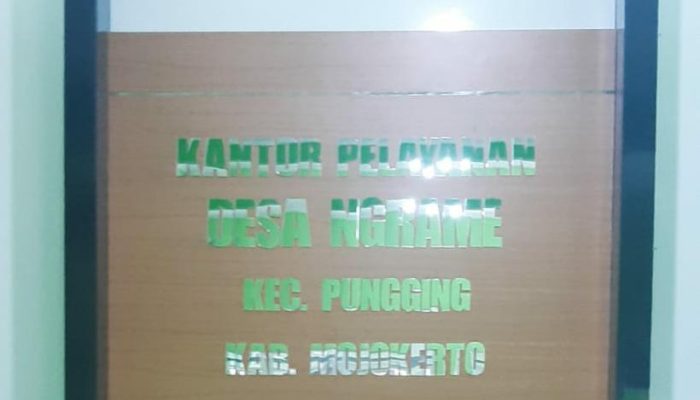 KANTOR PELAYANAN
DESA NGRAME
KEC. PUNGGING
KAB. MOJOKERTO